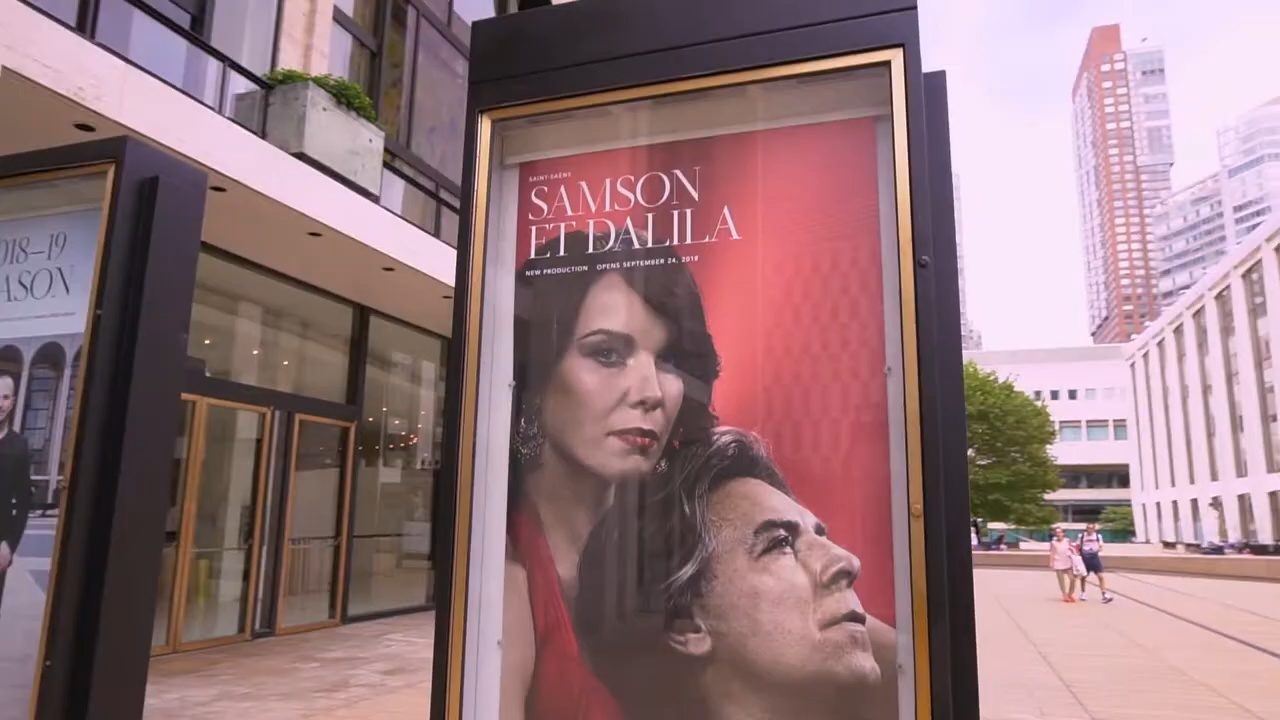 SAINT-SAËNS
SAMSON
ET DALILA
NEW PRODUCTION OPENS SEPTEMBER 24, 2018
018–19
ASON